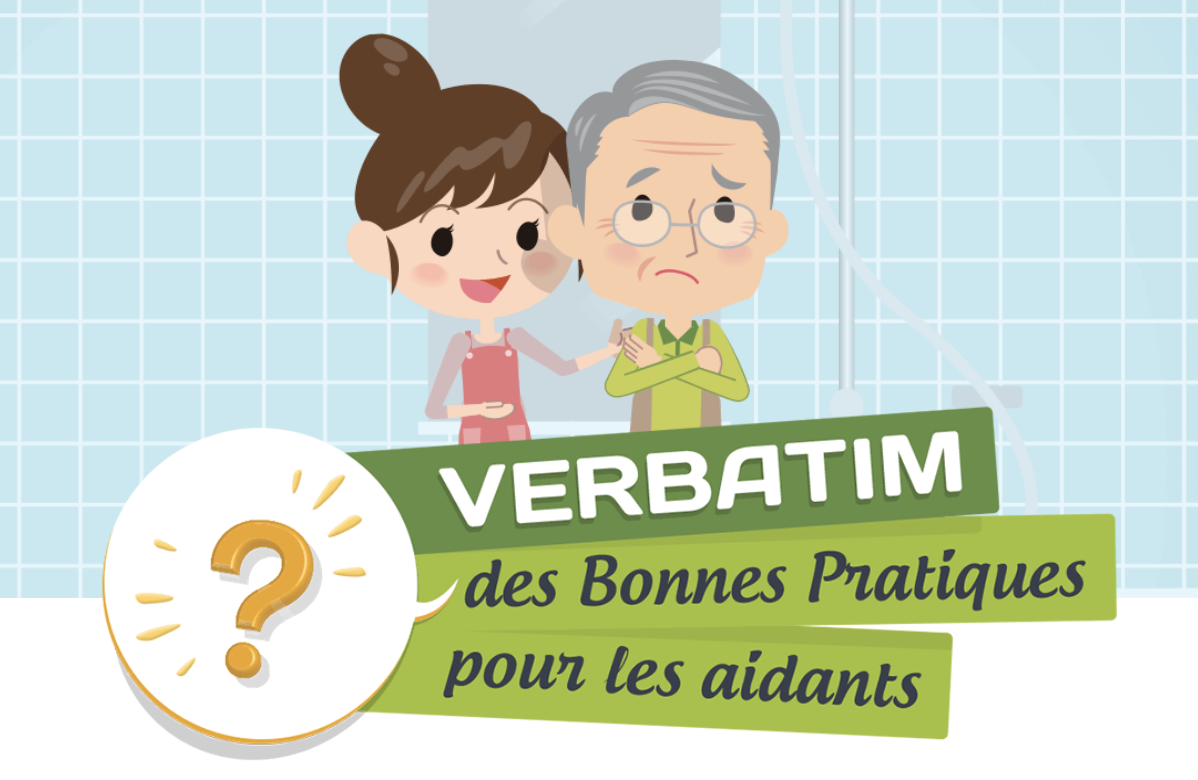 ?
VERBATIM
des Bonnes Pratiques
pour les aidants